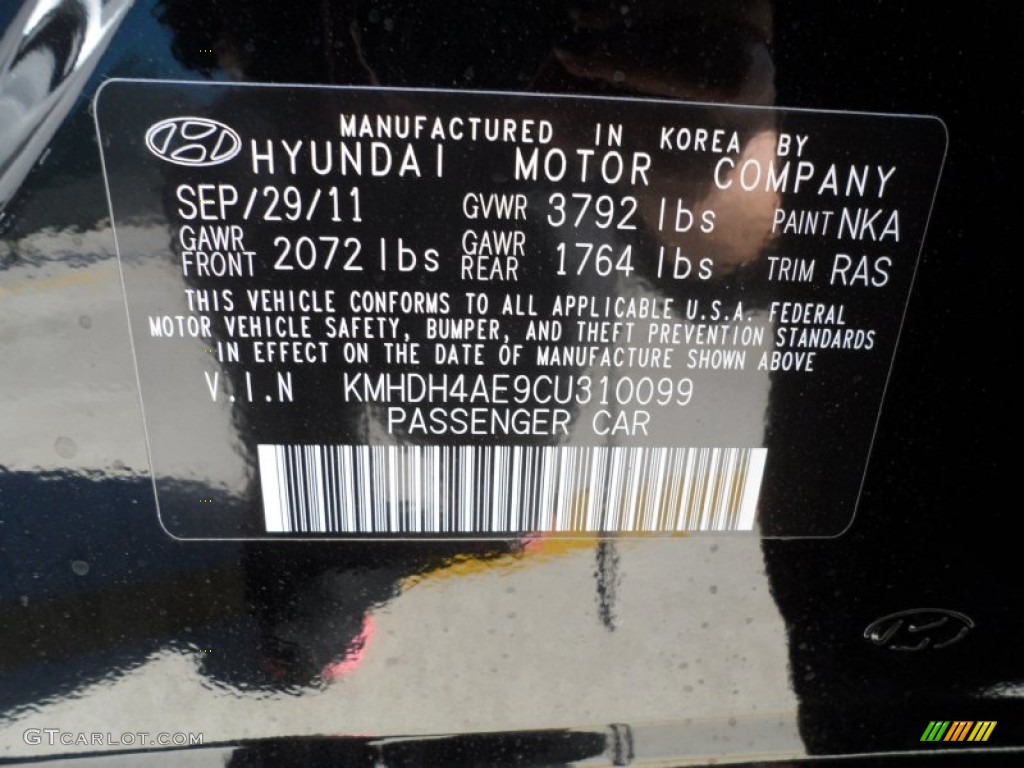 MANUFACTURED IN KOREA BY
HYUNDAI MOTOR COMPANY
SEP/29/11 GVWR 3792 lbs PAINT NKA
GAWR FRONT 2072 lbs GAWR REAR 1764 lbs TRIM RAS
THIS VEHICLE CONFORMS TO ALL APPLICABLE U.S.A. FEDERAL
MOTOR VEHICLE SAFETY, BUMPER, AND THEFT PREVENTION STANDARDS
IN EFFECT ON THE DATE OF MANUFACTURE SHOWN ABOVE
V.I.N KMHDH4AE9CU310099
PASSENGER CAR
GTCARLOT.COM